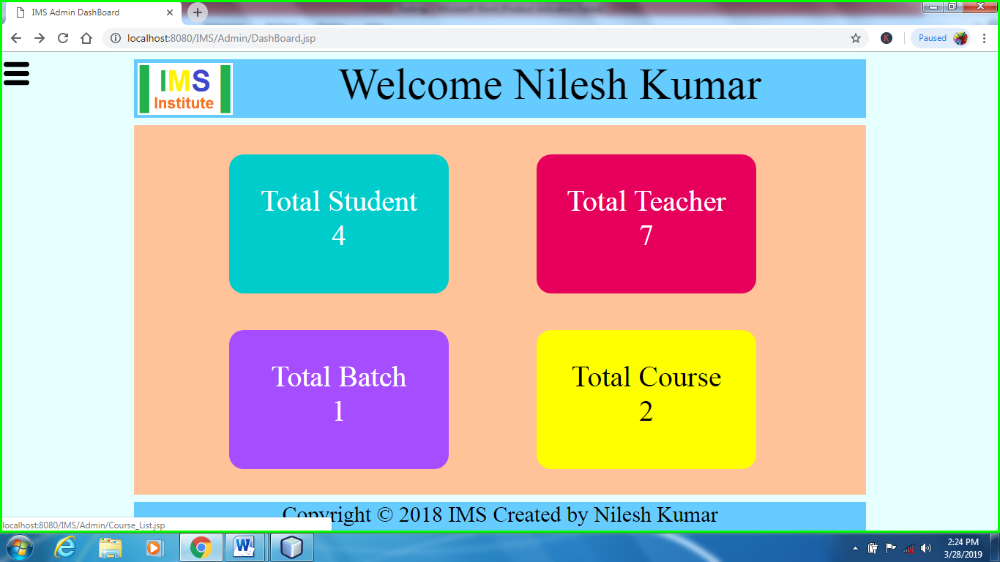 IMS Admin DashBoard
localhost:8080/IMS/Admin/DashBoard.jsp
K
Paused
IMS
Institute
Welcome Nilesh Kumar
Total Student
4
Total Teacher
7
Total Batch
1
Total Course
2
Copyright © 2018 IMS Created by Nilesh Kumar
localhost:8080/IMS/Admin/Course_List.jsp
2:24 PM
3/28/2019